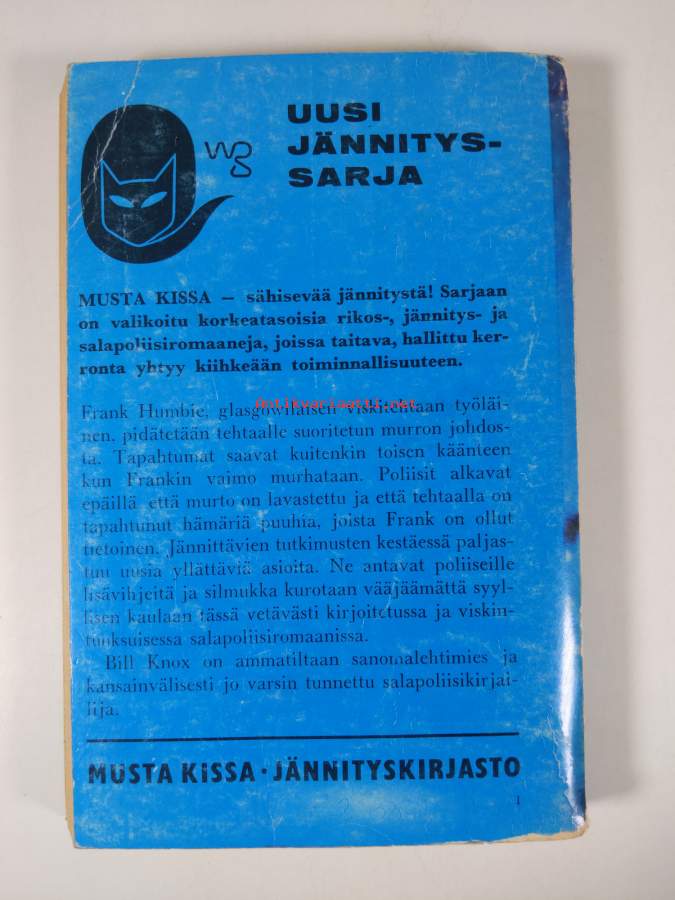 UUSI
JÄNNITYS-
SARJA
MUSTA KISSA — sähisevää jännitystä! Sarjaan
on valikoitu korkeatasoisia rikos-, jännitys- ja
salapoliisiromaaneja, joissa taitava, hallittu ker-
ronta yhtyy kiihkeään toiminnallisuuteen.
antikvariaatti.net
Frank Humbie, glasgowilaisen viskitehtaan työläi-
nen, pidätetään tehtaalle suoritetun murron johdos-
ta. Tapahtumat saavat kuitenkin toisen käänteen
kun Frankin vaimo murhataan. Poliisit alkavat
epäillä että murto on lavastettu ja että tehtaalla on
tapahtunut hämäriä puuhia, joista Frank on ollut
tietoinen. Jännittävien tutkimusten kestäessä paljas-
tuu uusia yllättäviä asioita. Ne antavat poliiseille
lisävihjeitä ja silmukka kurotaan vääjäämättä syyl-
lisen kaulaan tässä vetävästi kirjoitetussa ja viskin-
tuoksuisessa salapoliisiromaanissa.
Bill Knox on ammatiltaan sanomalehtimies ja
kansainvälisesti jo varsin tunnettu salapoliisikirjai-
lija.
MUSTA KISSA · JÄNNITYSKIRJASTO
1